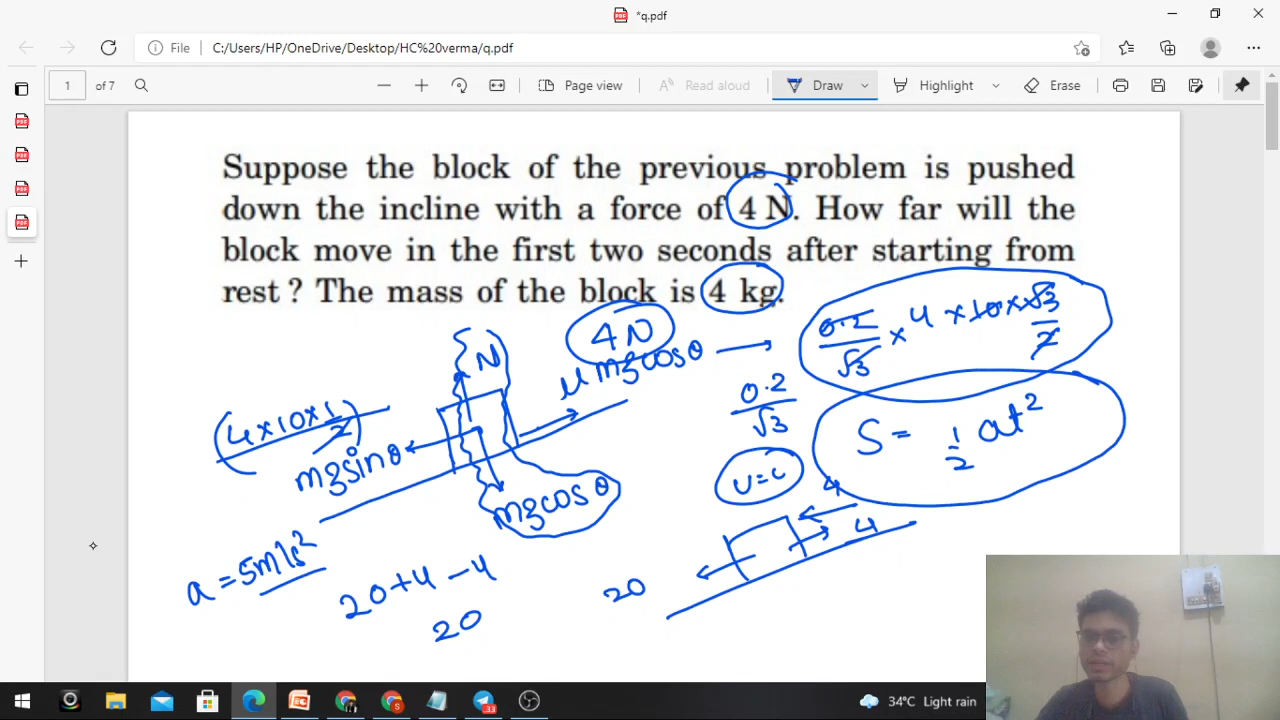 *q.pdf
File C:/Users/HP/OneDrive/Desktop/HC%20verma/q.pdf
1 of 7 Page view Read aloud Draw Highlight Erase
Suppose the block of the previous problem is pushed
down the incline with a force of 4 N. How far will the
block move in the first two seconds after starting from
rest ? The mass of the block is 4 kg.
4N
N
μ mg cos θ → 0.2/√3 × 4 × 10 × √3/2
0.2/√3
(4×10×1/2)
mg sin θ
mg cos θ
S = 1/2 at²
4
4
a = 5 m/s²
20+4-4
20
20
33
34°C Light rain